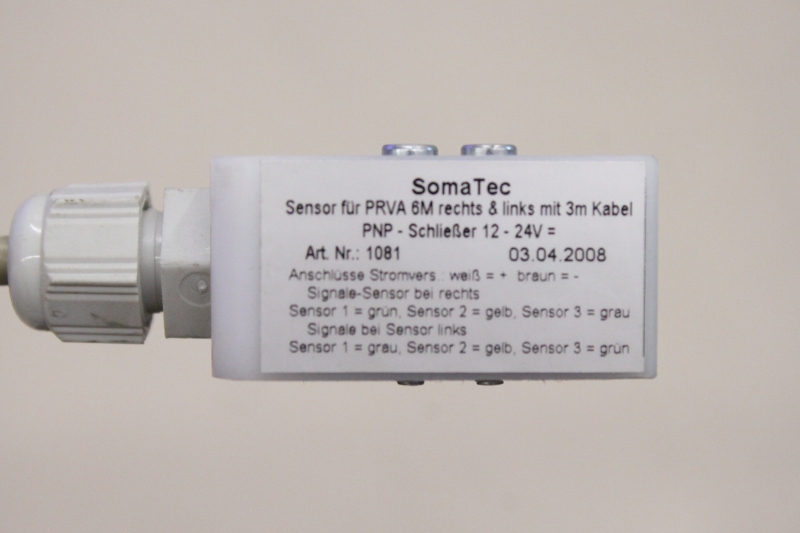 SomaTec
Sensor für PRVA 6M rechts & links mit 3m Kabel
PNP - Schließer 12 - 24V =
Art. Nr.: 1081 03.04.2008
Anschlüsse Stromvers.: weiß = + braun = -
Signale-Sensor bei rechts
Sensor 1 = grün, Sensor 2 = gelb, Sensor 3 = grau
Signale bei Sensor links
Sensor 1 = grau, Sensor 2 = gelb, Sensor 3 = grün